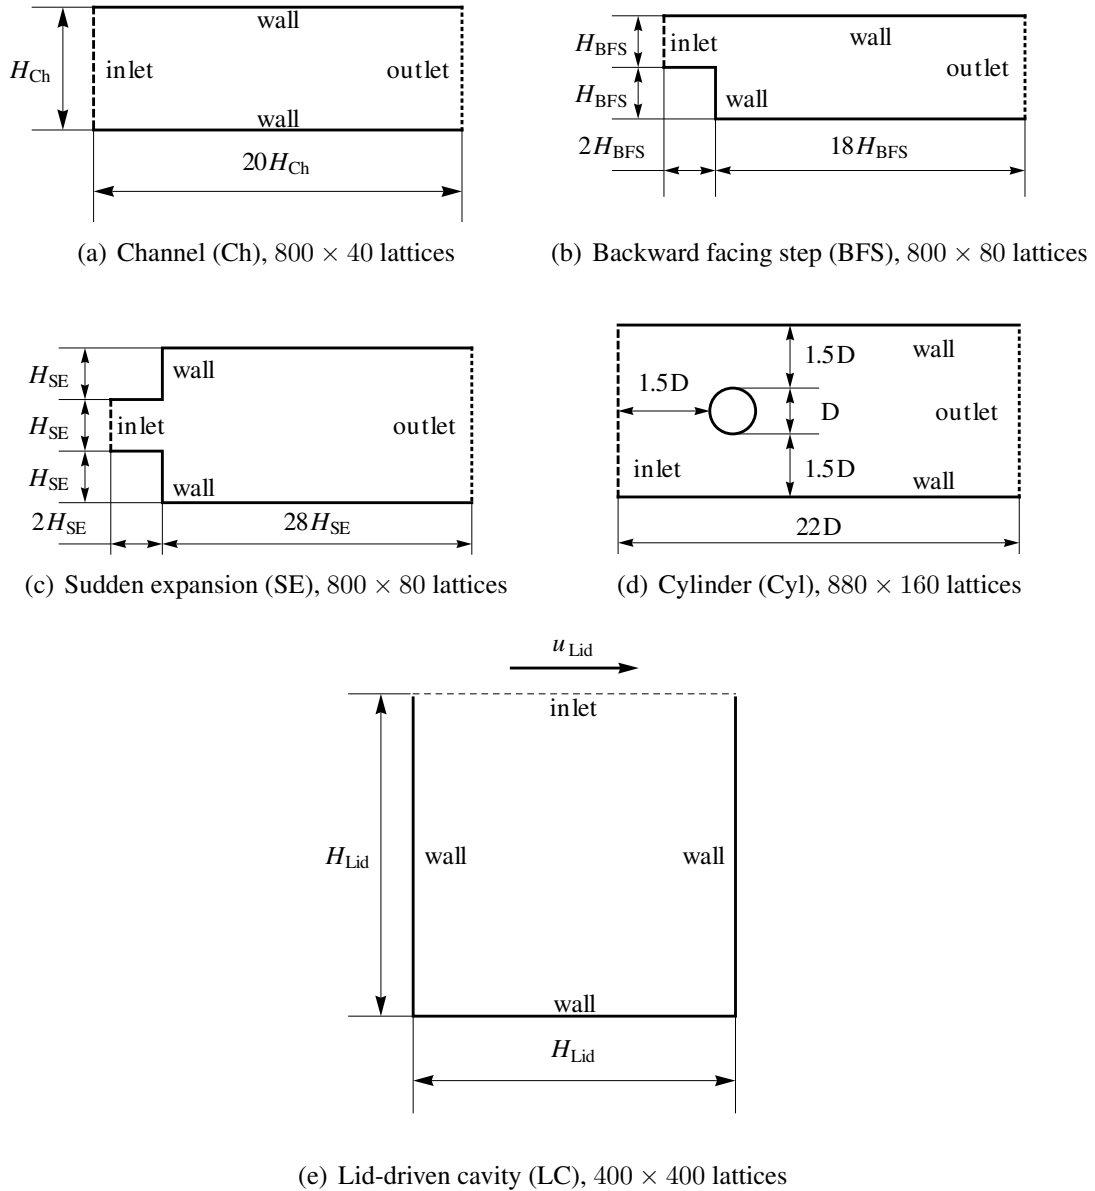 wall
H_Ch
inlet
outlet
wall
20H_Ch
(a) Channel (Ch), 800 × 40 lattices
H_BFS
inlet
wall
outlet
H_BFS
wall
2H_BFS
18H_BFS
(b) Backward facing step (BFS), 800 × 80 lattices
H_SE
wall
H_SE
inlet
outlet
H_SE
wall
2H_SE
28H_SE
(c) Sudden expansion (SE), 800 × 80 lattices
1.5D
wall
1.5D
D
outlet
inlet
1.5D
wall
22D
(d) Cylinder (Cyl), 880 × 160 lattices
u_Lid
inlet
H_Lid
wall
wall
wall
H_Lid
(e) Lid-driven cavity (LC), 400 × 400 lattices